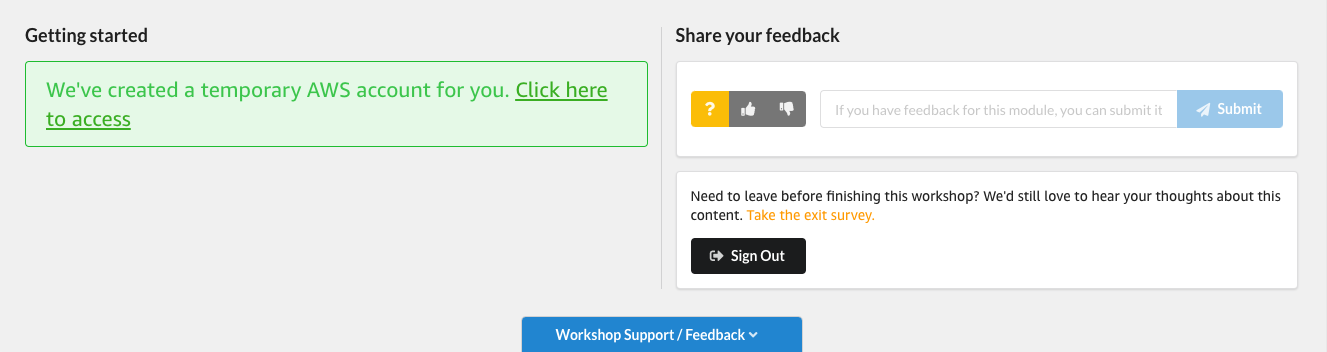 Getting started
We've created a temporary AWS account for you. Click here
to access
Share your feedback
?
If you have feedback for this module, you can submit it
Submit
Need to leave before finishing this workshop? We'd still love to hear your thoughts about this
content. Take the exit survey.
Sign Out
Workshop Support / Feedback